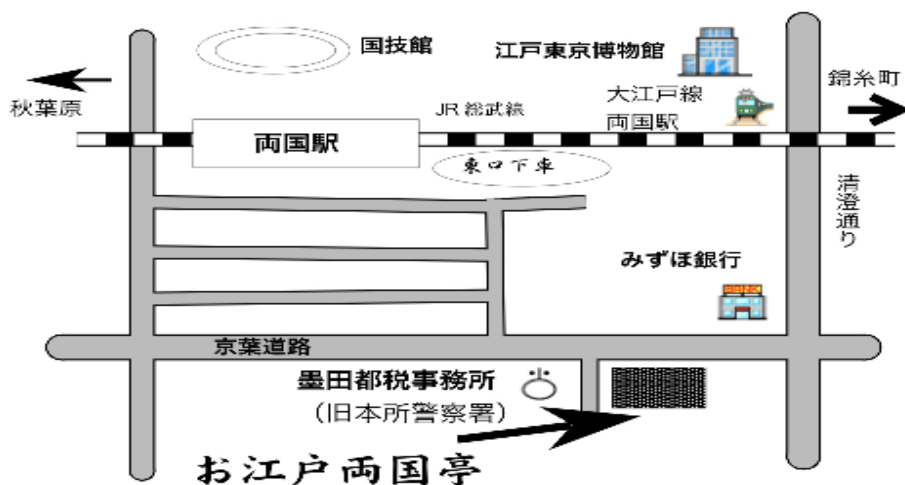 国技館
江戸東京博物館
秋葉原
錦糸町
JR 総武線
大江戸線
両国駅
両国駅
東口下車
清澄通り
みずほ銀行
BANK
京葉道路
墨田都税事務所
（旧本所警察署）
お江戸両国亭